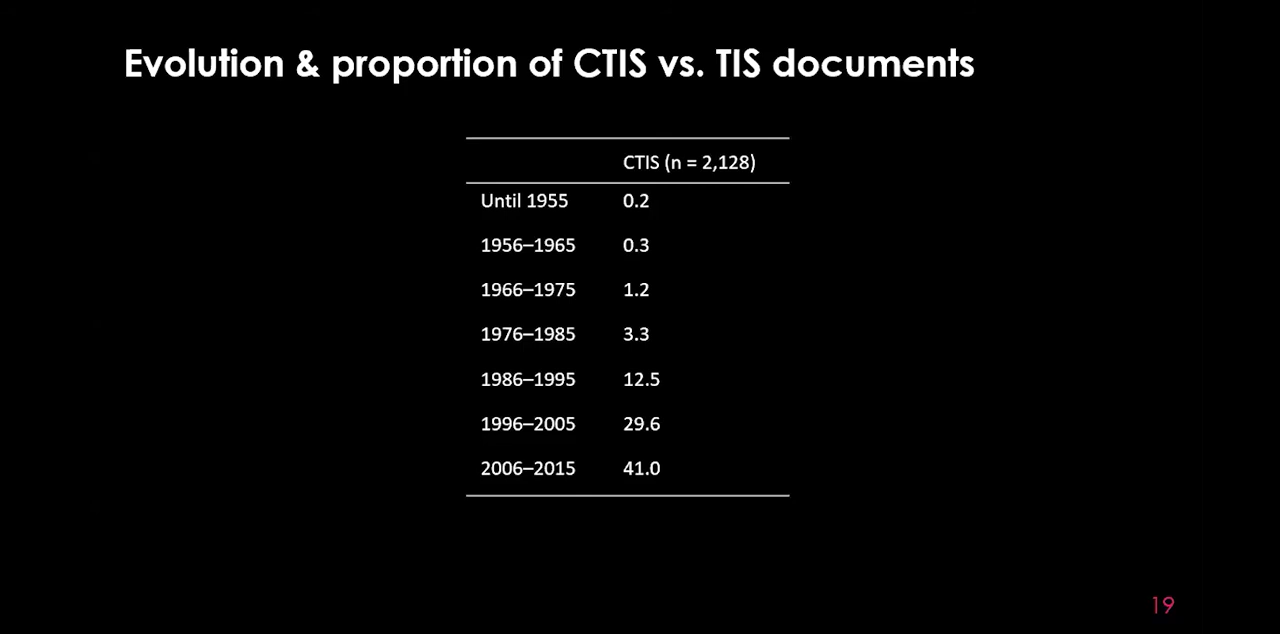 Evolution & proportion of CTIS vs. TIS documents
CTIS (n = 2,128)
Until 1955 0.2
1956–1965 0.3
1966–1975 1.2
1976–1985 3.3
1986–1995 12.5
1996–2005 29.6
2006–2015 41.0
19